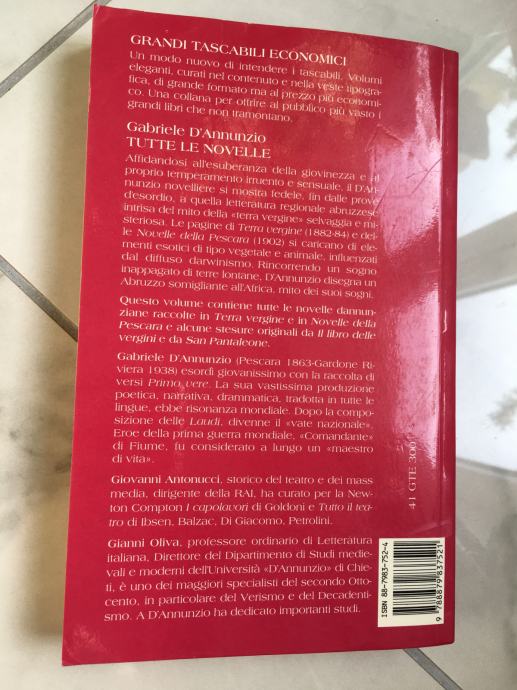 GRANDI TASCABILI ECONOMICI
Un modo nuovo di intendere i tascabili. Volumi
eleganti, curati nel contenuto e nella veste tipogra-
fica, di grande formato ma al prezzo più economi-
co. Una collana per offrire al pubblico più vasto i
grandi libri che non tramontano.
Gabriele D'Annunzio
TUTTE LE NOVELLE
Affidandosi all'esuberanza della giovinezza e al
proprio temperamento irruento e sensuale, il D'An-
nunzio novelliere si mostra fedele, fin dalle prove
d'esordio, a quella letteratura regionale abruzzese
intrisa del mito della «terra vergine» selvaggia e mi-
steriosa. Le pagine di Terra vergine (1882-84) e del-
le Novelle della Pescara (1902) si caricano di ele-
menti esotici di tipo vegetale e animale, influenzati
dal diffuso darwinismo. Rincorrendo un sogno
inappagato di terre lontane, D'Annunzio disegna un
Abruzzo somigliante all'Africa, mito dei suoi sogni.
Questo volume contiene tutte le novelle dannun-
ziane raccolte in Terra vergine e in Novelle della
Pescara e alcune stesure originali da Il libro delle
vergini e da San Pantaleone.
Gabriele D'Annunzio (Pescara 1863-Gardone Ri-
viera 1938) esordì giovanissimo con la raccolta di
versi Primo vere. La sua vastissima produzione
poetica, narrativa, drammatica, tradotta in tutte le
lingue, ebbe risonanza mondiale. Dopo la compo-
sizione delle Laudi, divenne il «vate nazionale».
Eroe della prima guerra mondiale, «Comandante»
di Fiume, fu considerato a lungo un «maestro
di vita».
Giovanni Antonucci, storico del teatro e dei mass
media, dirigente della RAI, ha curato per la New-
ton Compton I capolavori di Goldoni e Tutto il tea-
tro di Ibsen, Balzac, Di Giacomo, Petrolini.
Gianni Oliva, professore ordinario di Letteratura
italiana, Direttore del Dipartimento di Studi medie-
vali e moderni dell'Università «D'Annunzio» di Chie-
ti, è uno dei maggiori specialisti del secondo Otto-
cento, in particolare del Verismo e del Decadenti-
smo. A D'Annunzio ha dedicato importanti studi.
41 GTE 300
ISBN 88-7983-752-4
9 788879 837521